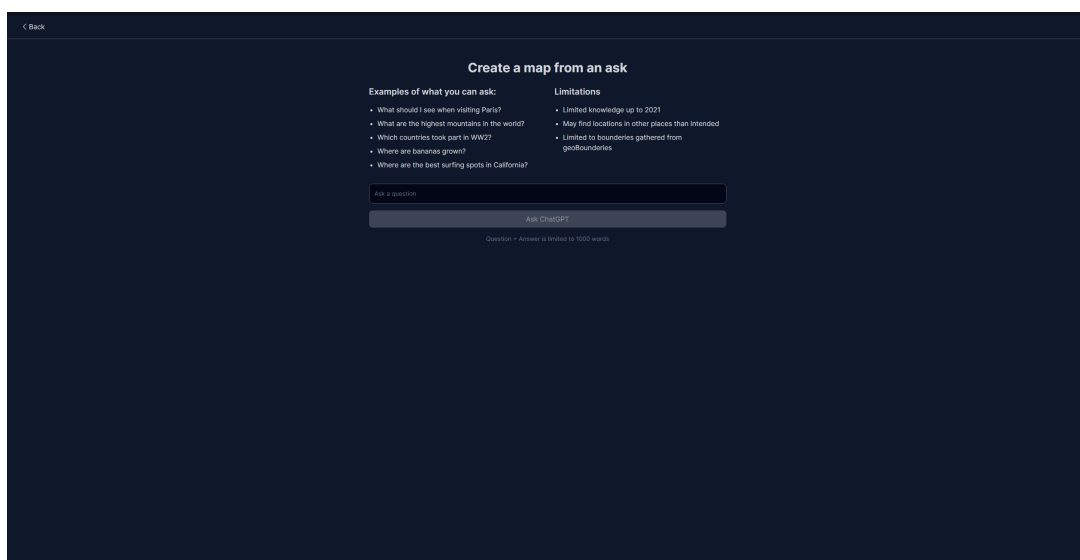 < Back
Create a map from an ask
Examples of what you can ask:
• What should I see when visiting Paris?
• What are the highest mountains in the world?
• Which countries took part in WW2?
• Where are bananas grown?
• Where are the best surfing spots in California?
Limitations
• Limited knowledge up to 2021
• May find locations in other places than intended
• Limited to bounderies gathered from
geoBounderies
Ask a question
Ask ChatGPT
Question + Answer is limited to 1000 words